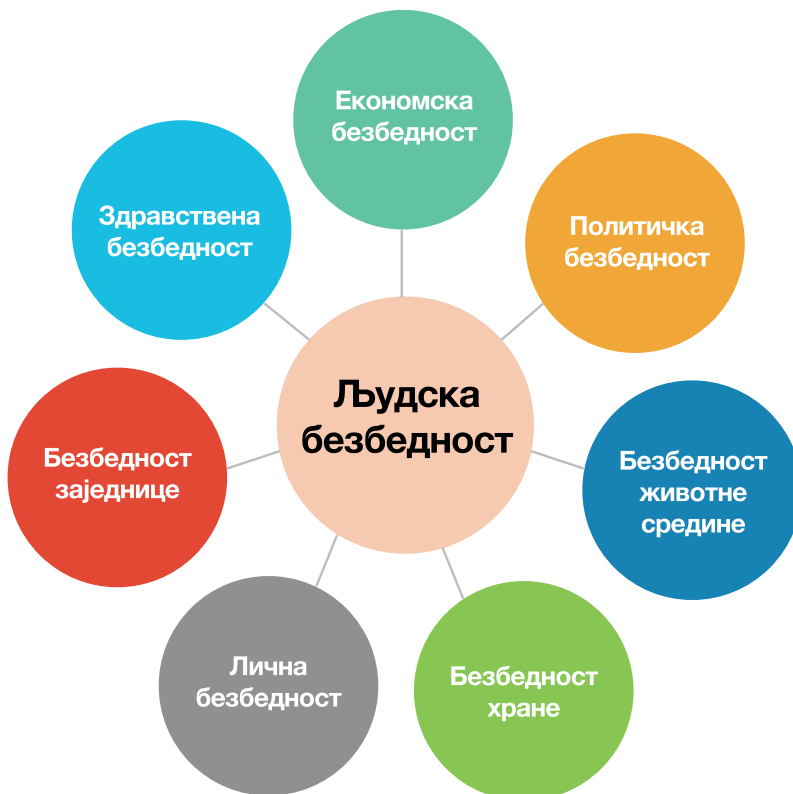 Економска
безбедност
Здравствена
безбедност
Политичка
безбедност
Људска
безбедност
Безбедност
заједнице
Безбедност
животне
средине
Лична
безбедност
Безбедност
хране